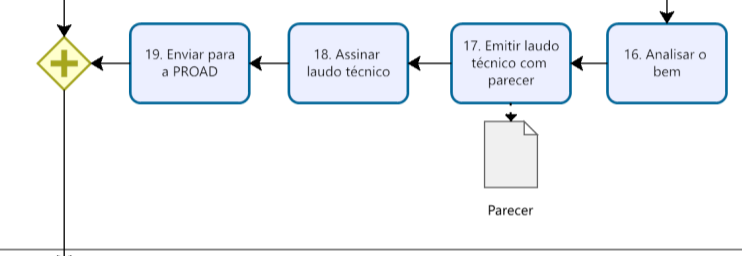 19. Enviar para
a PROAD
18. Assinar
laudo técnico
17. Emitir laudo
técnico com
parecer
16. Analisar o
bem
Parecer